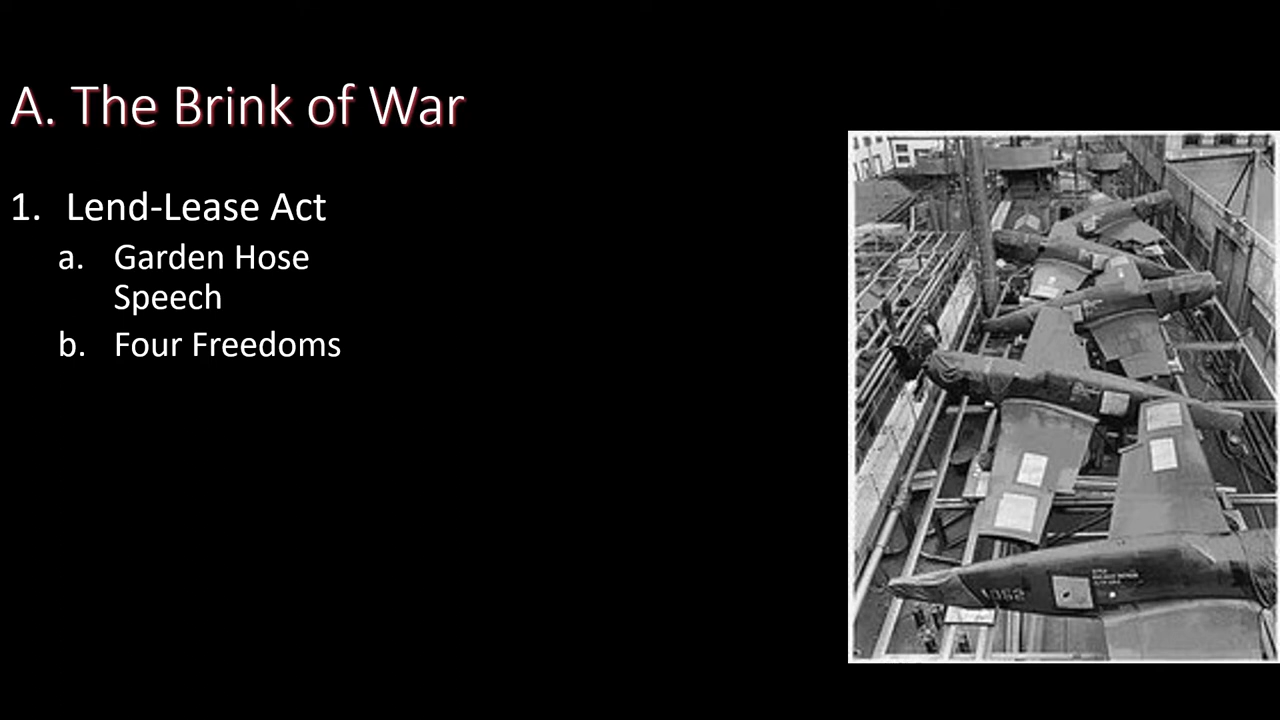 A. The Brink of War
1. Lend-Lease Act
a. Garden Hose
Speech
b. Four Freedoms